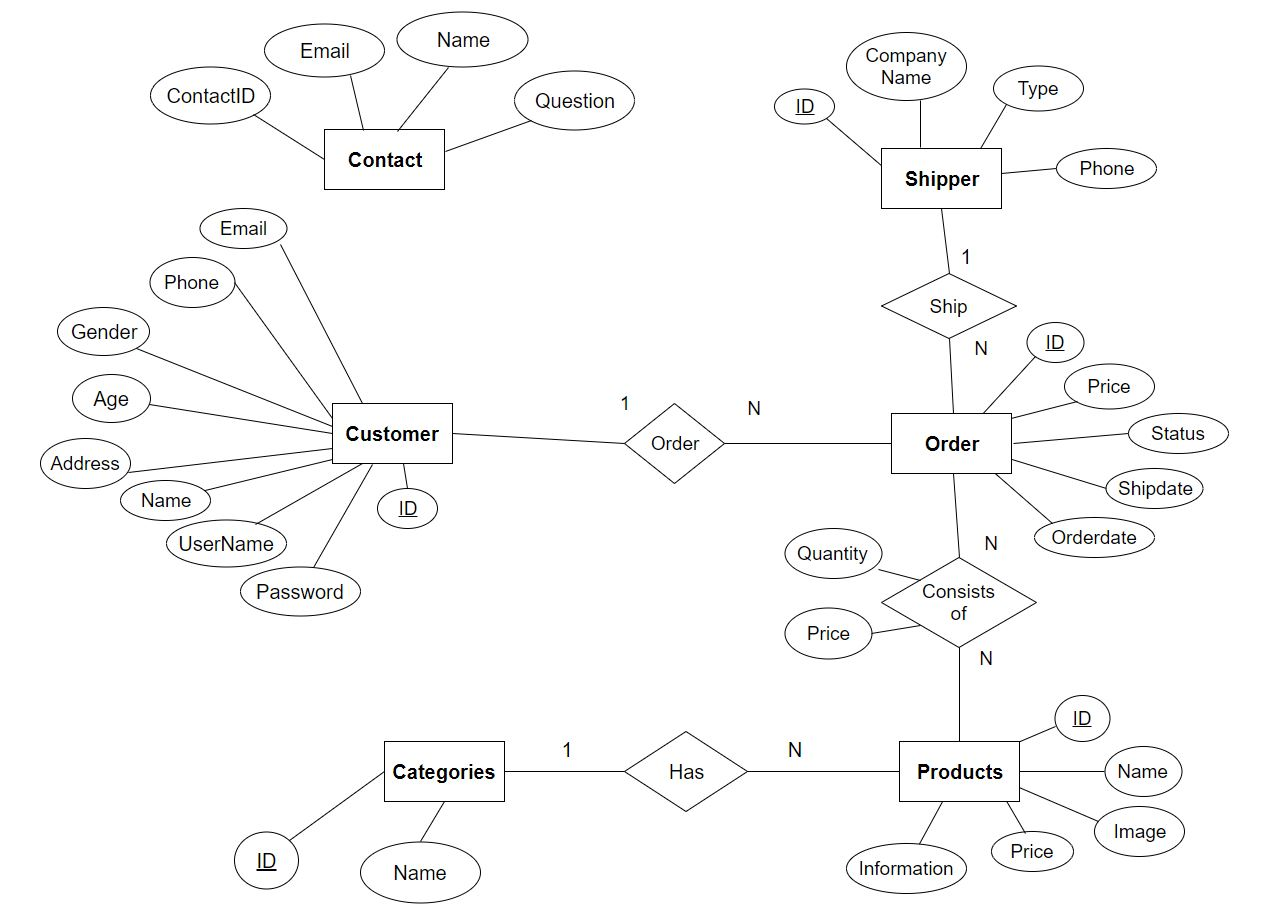 Email
Name
ContactID
Question
Contact
Company
Name
ID
Type
Shipper
Phone
1
Ship
N
Email
Phone
Gender
Age
Address
Name
UserName
Password
ID
Customer
1
Order
N
Order
ID
Price
Status
Shipdate
Orderdate
N
Quantity
Price
Consists
of
N
Categories
ID
Name
1
Has
N
Products
ID
Name
Image
Price
Information